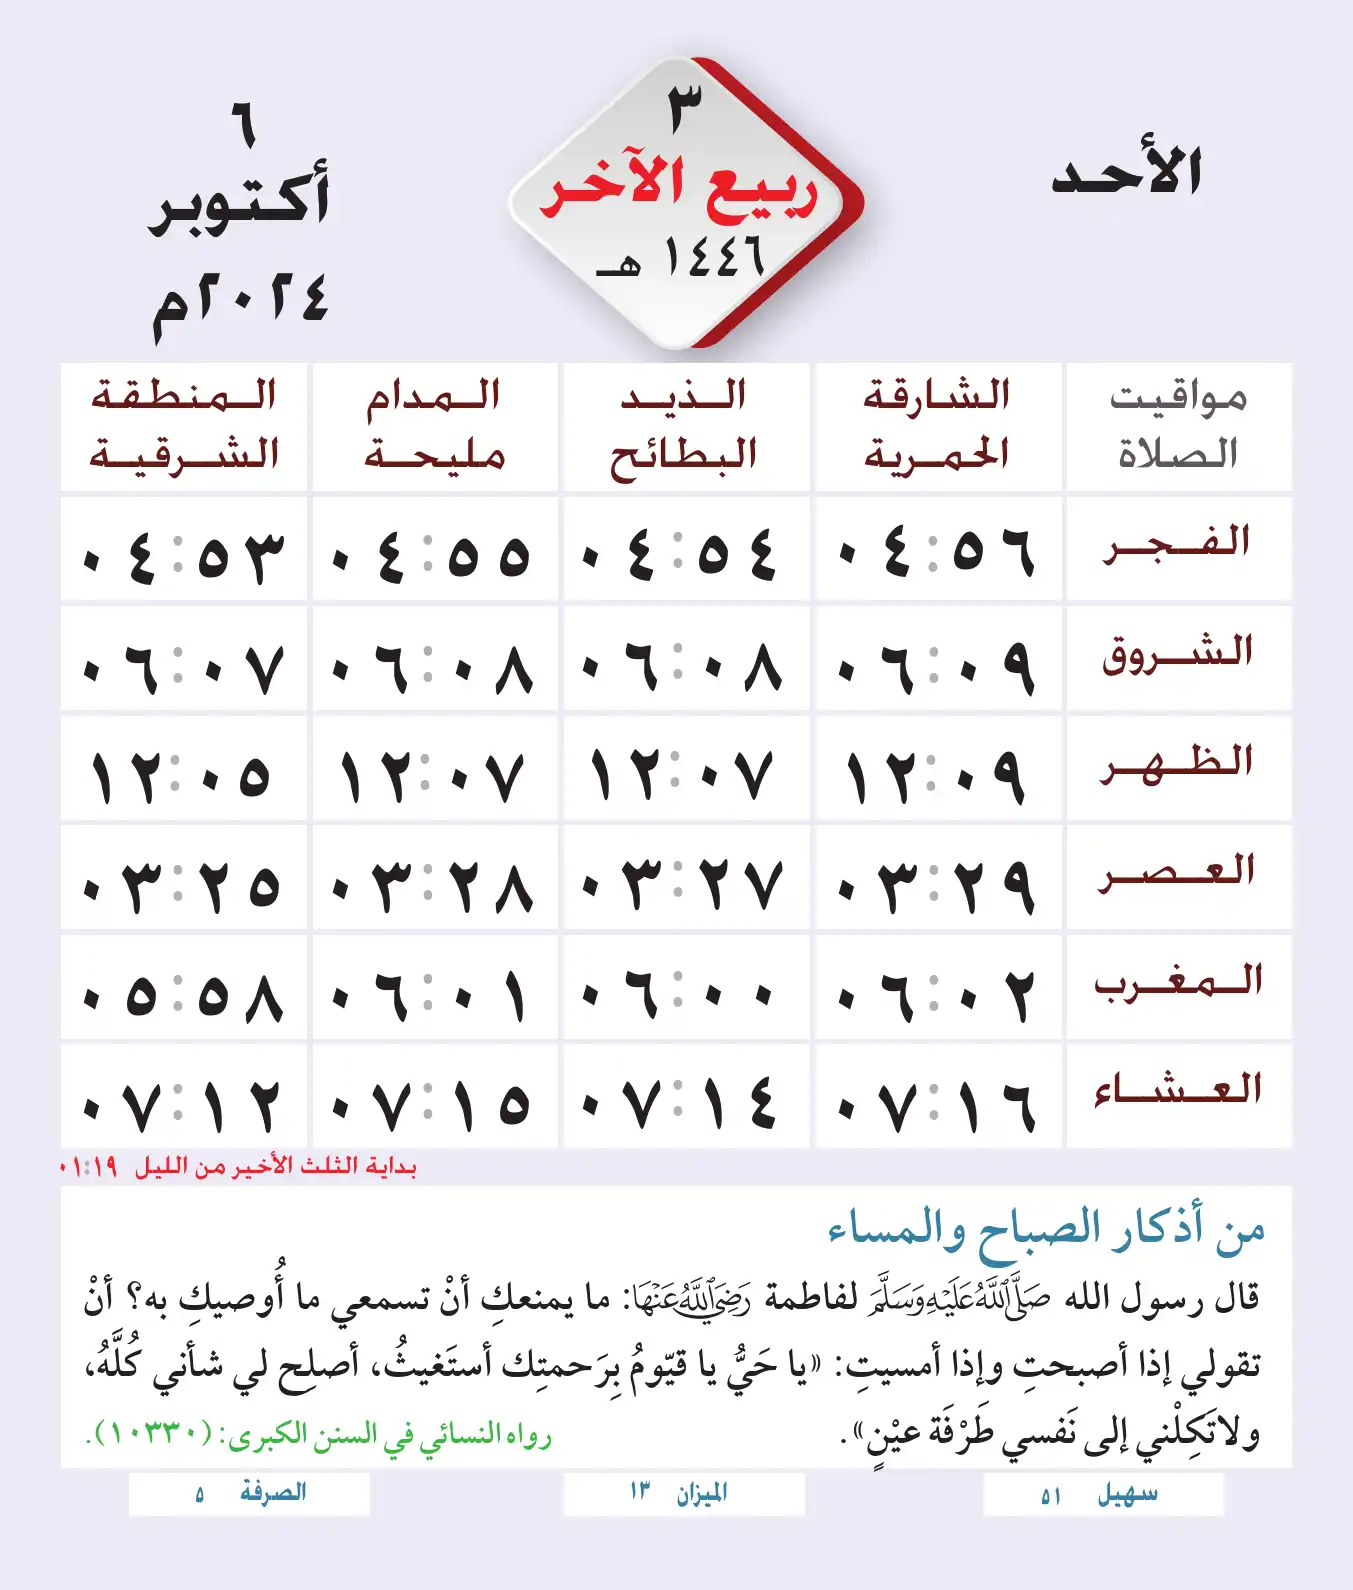 الأحد
٣
ربيع الآخر
١٤٤٦ هـ
٦
أكتوبر
٢٠٢٤م
مواقيت الصلاة	الشارقة الحمرية	الذيد البطائح	المدام مليحة	المنطقة الشرقية
الفجر	٠٤:٥٦	٠٤:٥٤	٠٤:٥٥	٠٤:٥٣
الشروق	٠٦:٠٩	٠٦:٠٨	٠٦:٠٨	٠٦:٠٧
الظهر	١٢:٠٩	١٢:٠٧	١٢:٠٧	١٢:٠٥
العصر	٠٣:٢٩	٠٣:٢٧	٠٣:٢٨	٠٣:٢٥
المغرب	٠٦:٠٢	٠٦:٠٠	٠٦:٠١	٠٥:٥٨
العشاء	٠٧:١٦	٠٧:١٤	٠٧:١٥	٠٧:١٢
بداية الثلث الأخير من الليل ٠١:١٩
من أذكار الصباح والمساء
قال رسول الله صَلَّى اللَّهُ عَلَيْهِ وَسَلَّمَ لفاطمة رَضِيَ اللَّهُ عَنْهَا: ما يمنعكِ أنْ تسمعي ما أُوصيكِ به؟ أنْ
تقولي إذا أصبحتِ وإذا أمسيتِ: «يا حَيُّ يا قيّومُ بِرَحمتِك أستَغيثُ، أصلِح لي شأني كُلَّهُ،
ولا تَكِلْني إلى نَفسي طَرْفَة عيْنٍ». رواه النسائي في السنن الكبرى: (١٠٣٣٠).
سهيل ٥١
الميزان ١٣
الصرفة ٥